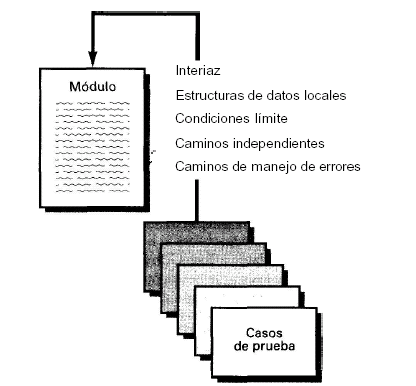 Módulo
Interiaz
Estructuras de datos locales
Condiciones límite
Caminos independientes
Caminos de manejo de errores
Casos
de prueba